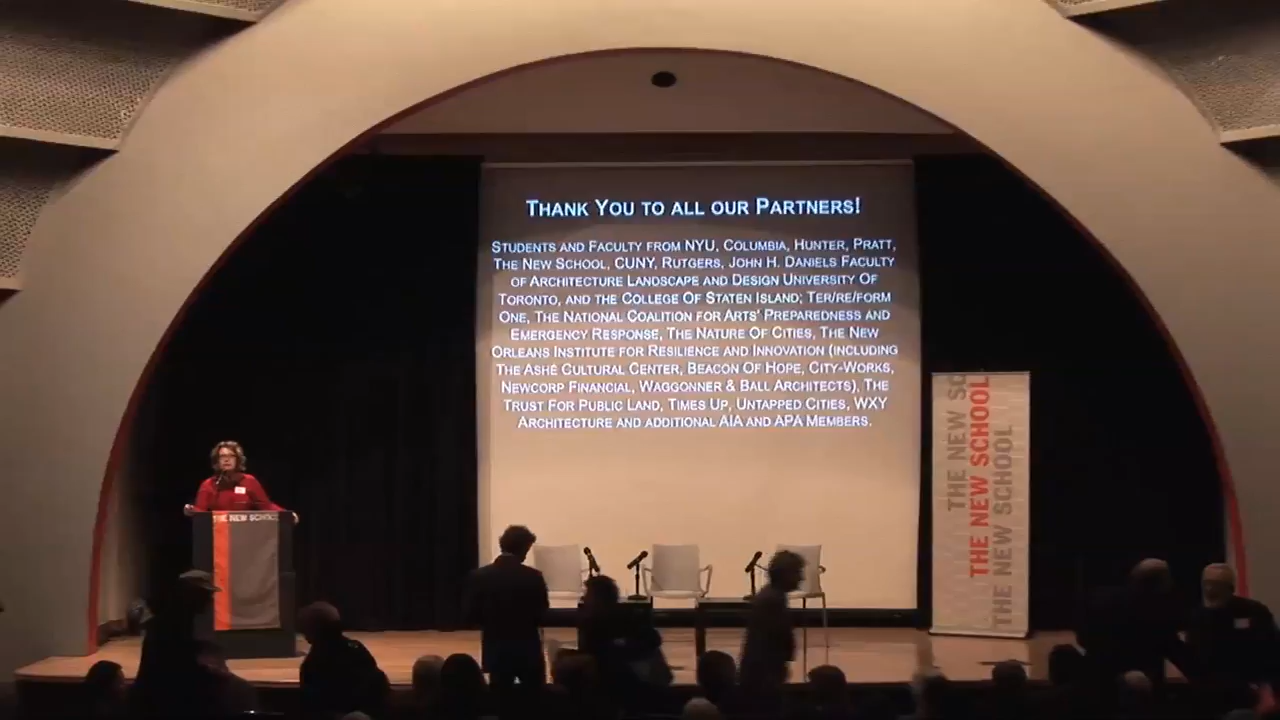 THANK YOU TO ALL OUR PARTNERS!
STUDENTS AND FACULTY FROM NYU, COLUMBIA, HUNTER, PRATT,
THE NEW SCHOOL, CUNY, RUTGERS, JOHN H. DANIELS FACULTY
OF ARCHITECTURE LANDSCAPE AND DESIGN UNIVERSITY OF
TORONTO, AND THE COLLEGE OF STATEN ISLAND; TER/RE/FORM
ONE, THE NATIONAL COALITION FOR ARTS' PREPAREDNESS AND
EMERGENCY RESPONSE, THE NATURE OF CITIES, THE NEW
ORLEANS INSTITUTE FOR RESILIENCE AND INNOVATION (INCLUDING
THE ASHÉ CULTURAL CENTER, BEACON OF HOPE, CITY-WORKS,
NEWCORP FINANCIAL, WAGGONNER & BALL ARCHITECTS), THE
TRUST FOR PUBLIC LAND, TIMES UP, UNTAPPED CITIES, WXY
ARCHITECTURE AND ADDITIONAL AIA AND APA MEMBERS.
THE NEW SCHOOL
THE NEW SC
THE NEW SCHOOL
THE NEW SCHOOL